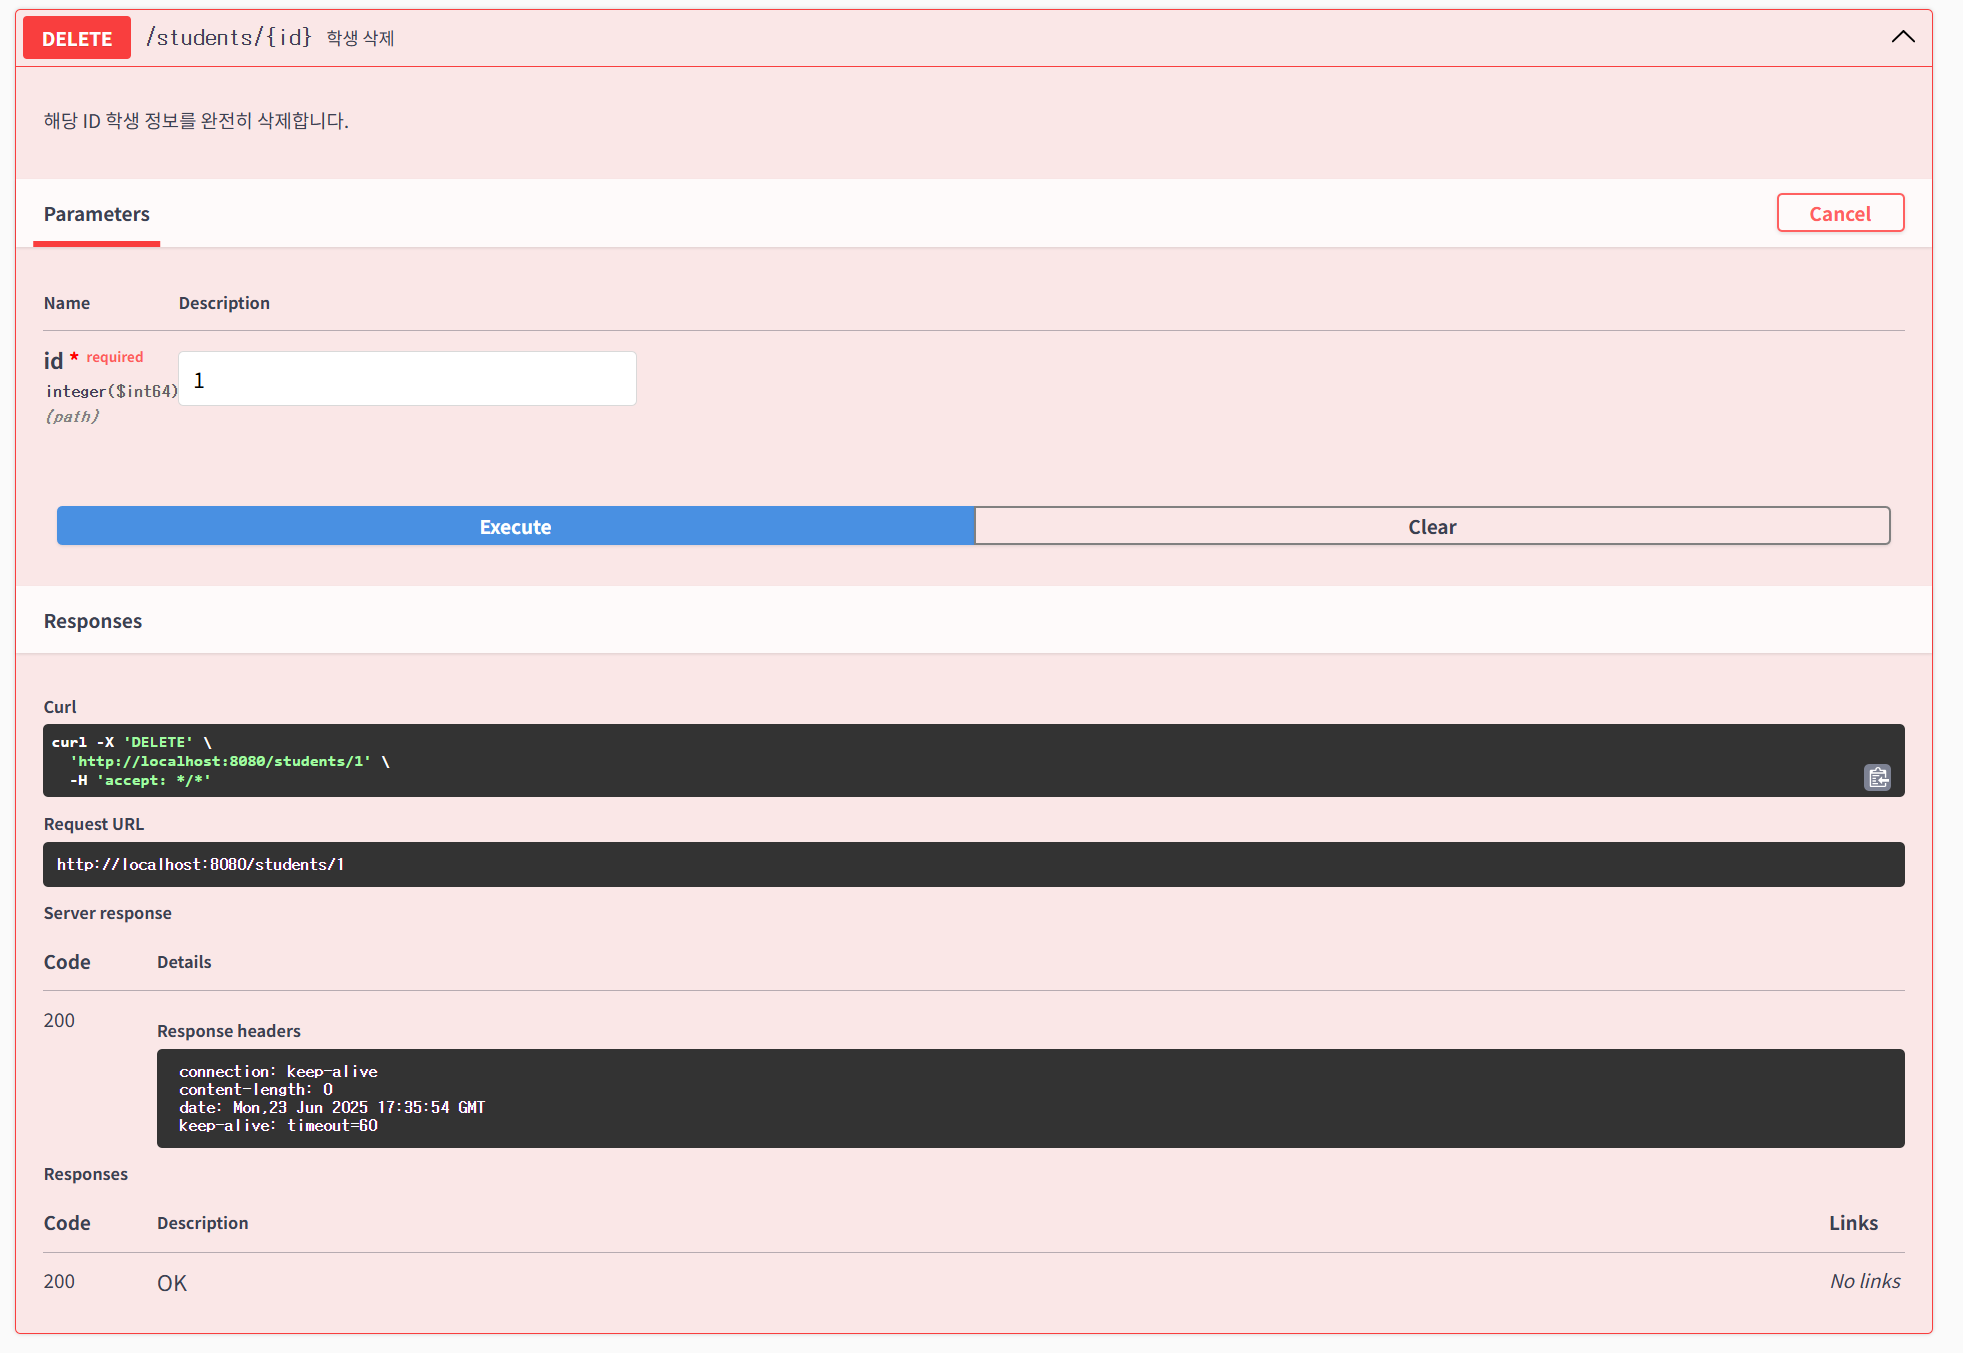 DELETE /students/{id} 학생 삭제
해당 ID 학생 정보를 완전히 삭제합니다.
Parameters
Cancel
Name Description
id * required
integer($int64)
(path)
1
Execute
Clear
Responses
Curl
curl -X 'DELETE' \
  'http://localhost:8080/students/1' \
  -H 'accept: */*'
Request URL
http://localhost:8080/students/1
Server response
Code Details
200
Response headers
connection: keep-alive
content-length: 0
date: Mon,23 Jun 2025 17:35:54 GMT
keep-alive: timeout=60
Responses
Code Description Links
200 OK No links